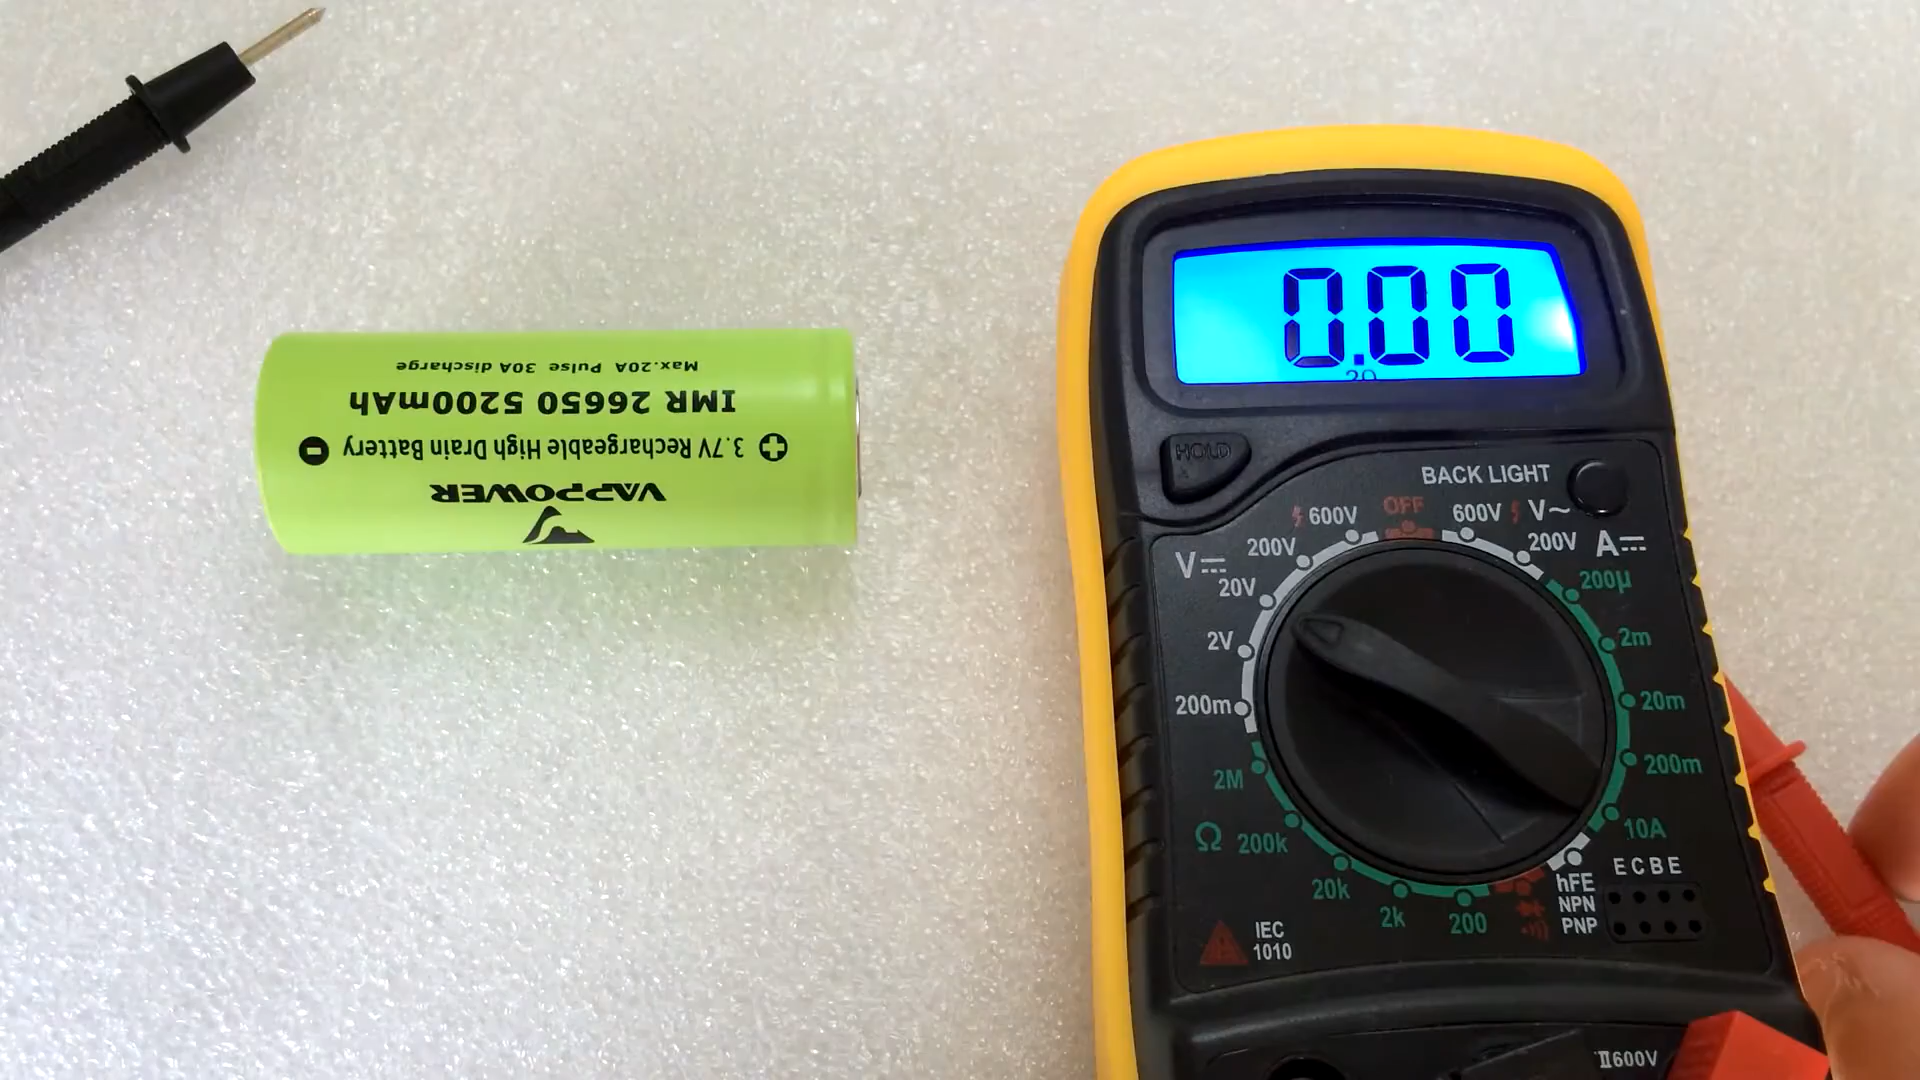 VAPPOWER
3.7V Rechargeable High Drain Battery
IMR 26650 5200mAh
Max.20A Pulse 30A discharge
0.00
20
HOLD
BACK LIGHT
OFF
600V
600V
V~
200V
200V
A
V
20V
200µ
2V
2m
200m
20m
2M
200m
Ω
200k
10A
20k
2k
200
hFE
NPN
PNP
E C B E
IEC
1010
600V